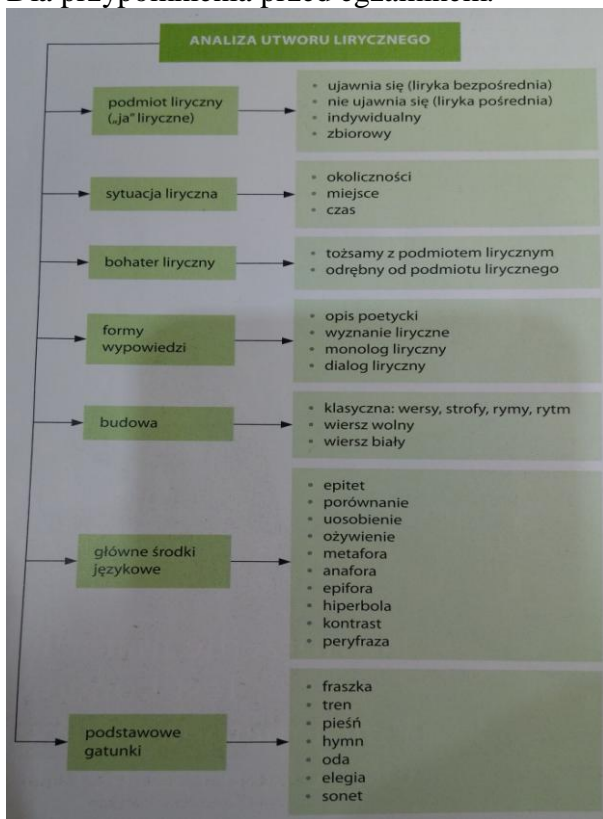 Dla przypomnienia przed egzaminem.
ANALIZA UTWORU LIRYCZNEGO
podmiot liryczny
(„ja” liryczne)
• ujawnia się (liryka bezpośrednia)
• nie ujawnia się (liryka pośrednia)
• indywidualny
• zbiorowy
sytuacja liryczna
• okoliczności
• miejsce
• czas
bohater liryczny
• tożsamy z podmiotem lirycznym
• odrębny od podmiotu lirycznego
formy
wypowiedzi
• opis poetycki
• wyznanie liryczne
• monolog liryczny
• dialog liryczny
budowa
• klasyczna: wersy, strofy, rymy, rytm
• wiersz wolny
• wiersz biały
główne środki
językowe
• epitet
• porównanie
• uosobienie
• ożywienie
• metafora
• anafora
• epifora
• hiperbola
• kontrast
• peryfraza
podstawowe
gatunki
• fraszka
• tren
• pieśń
• hymn
• oda
• elegia
• sonet